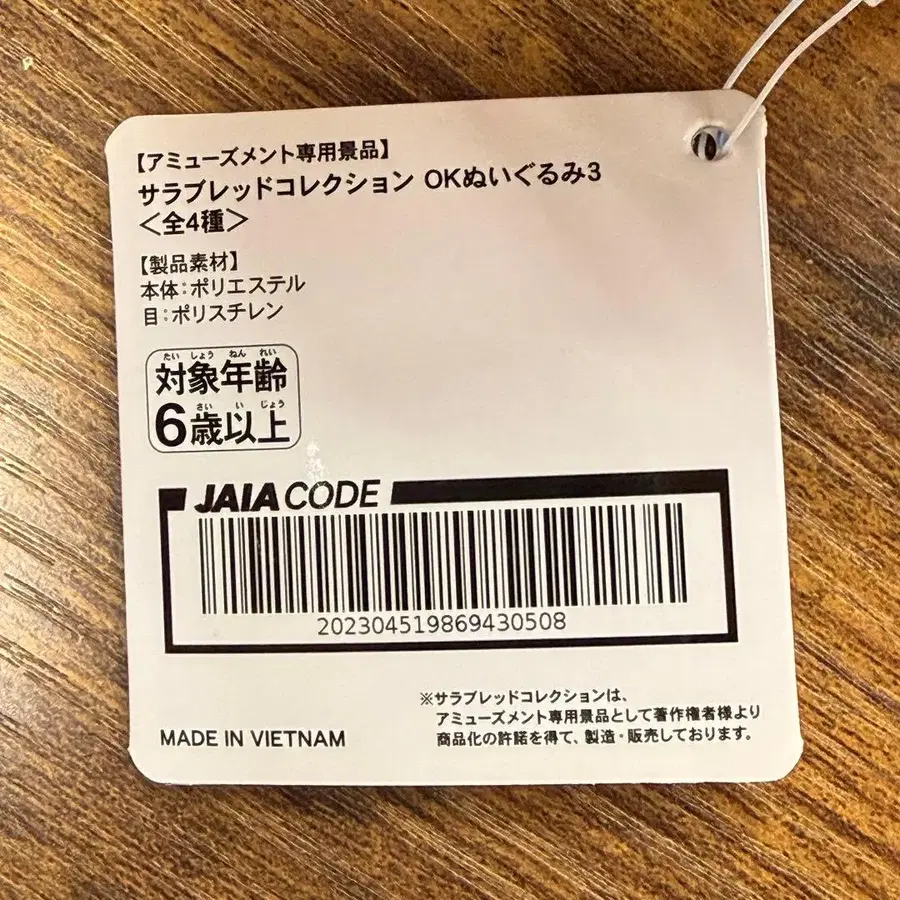 【アミューズメント専用景品】
サラブレッドコレクション OKぬいぐるみ3
＜全4種＞
【製品素材】
本体：ポリエステル
目：ポリスチレン
たいしょうねんれい
対象年齢
さいいじょう
6歳以上
JAIA CODE
202304519869430508
※サラブレッドコレクションは、
アミューズメント専用景品として著作権者様より
商品化の許諾を得て、製造・販売しております。
MADE IN VIETNAM